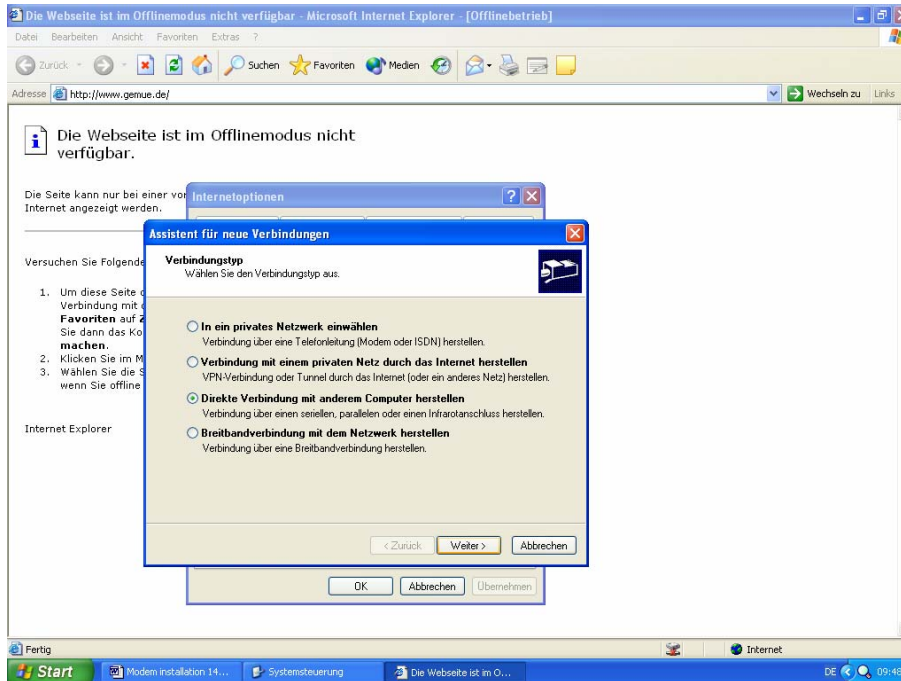 Die Webseite ist im Offlinemodus nicht verfügbar - Microsoft Internet Explorer - [Offlinebetrieb]
Datei Bearbeiten Ansicht Favoriten Extras ?
Zurück Suchen Favoriten Medien
Adresse http://www.gemue.de/ Wechseln zu Links
Die Webseite ist im Offlinemodus nicht
verfügbar.
Die Seite kann nur bei einer vor
Internet angezeigt werden.
Internetoptionen
Assistent für neue Verbindungen
Verbindungstyp
Wählen Sie den Verbindungstyp aus.
Versuchen Sie Folgende
1. Um diese Seite
Verbindung mit
Favoriten auf
Sie dann das Ko
machen.
2. Klicken Sie im M
3. Wählen Sie die S
wenn Sie offline
In ein privates Netzwerk einwählen
Verbindung über eine Telefonleitung (Modem oder ISDN) herstellen.
Verbindung mit einem privaten Netz durch das Internet herstellen
VPN-Verbindung oder Tunnel durch das Internet (oder ein anderes Netz) herstellen.
Direkte Verbindung mit anderem Computer herstellen
Verbindung über einen seriellen, parallelen oder einen Infrarotanschluss herstellen.
Breitbandverbindung mit dem Netzwerk herstellen
Verbindung über eine Breitbandverbindung herstellen.
Internet Explorer
< Zurück Weiter > Abbrechen
OK Abbrechen Übernehmen
Fertig Internet
Start Modem installation 14... Systemsteuerung Die Webseite ist im O... DE 09:48